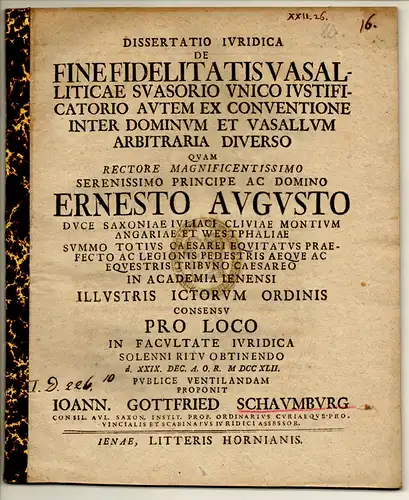 XXII.26.
16.
DISSERTATIO IVRIDICA
DE
FINE FIDELITATIS VASAL-
LITICAE SVASORIO VNICO IVSTIFI-
CATORIO AVTEM EX CONVENTIONE
INTER DOMINVM ET VASALLVM
ARBITRARIA DIVERSO
QVAM
RECTORE MAGNIFICENTISSIMO
SERENISSIMO PRINCIPE AC DOMINO
ERNESTO AVGVSTO
DVCE SAXONIAE IVLIACI CLIVIAE MONTIVM
ANGARIAE ET WESTPHALIAE
SVMMO TOTIVS CAESAREI EQVITATVS PRAE-
FECTO AC LEGIONIS PEDESTRIS AEQVE AC
EQVESTRIS TRIBVNO CAESAREO
IN ACADEMIA IENENSI
ILLVSTRIS ICTORVM ORDINIS
CONSENSV
PRO LOCO
IN FACVLTATE IVRIDICA
SOLENNI RITV OBTINENDO
d. XXIX. DEC. A. O. R. M DCC XLII.
PVBLICE VENTILANDAM
PROPONIT
I. D. 226, 10
IOANN. GOTTFRIED SCHAVMBVRG
CONSIL. AVL. SAXON. INSTIT. PROF. ORDINARIVS CVRIAEQVE PRO-
VINCIALIS ET SCABINATVS IVRIDICI ASSESSOR.
IENAE, LITTERIS HORNIANIS.